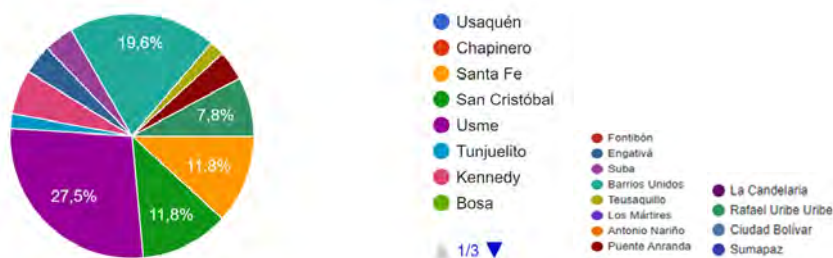 19,6%
7,8%
11,8%
11,8%
27,5%
Usaquén
Chapinero
Santa Fe
San Cristóbal
Usme
Tunjuelito
Kennedy
Bosa
1/3
Fontibón
Engativá
Suba
Barrios Unidos
Teusaquillo
Los Mártires
Antonio Nariño
Puente Anranda
La Candelaria
Rafael Uribe Uribe
Ciudad Bolívar
Sumapaz